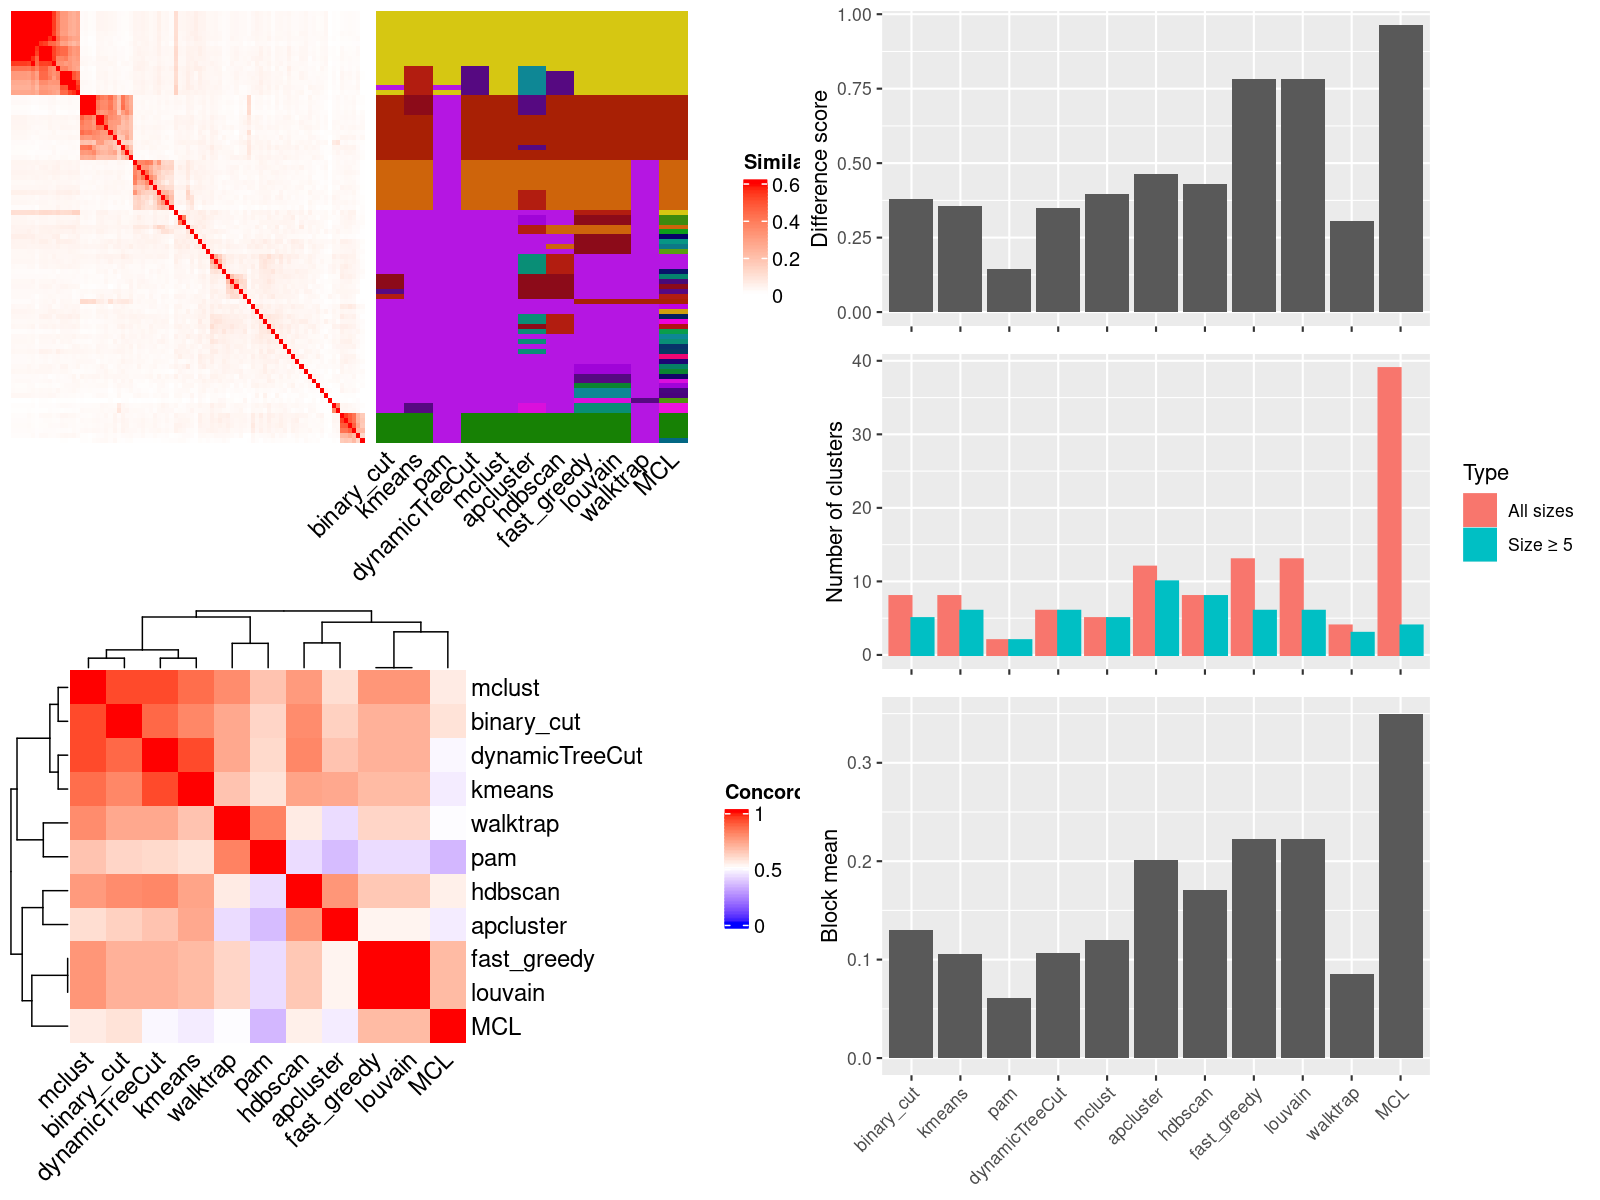 Simila
0.6
0.4
0.2
0
binary_cut
kmeans
pam
dynamicTreeCut
mclust
apcluster
hdbscan
fast_greedy
louvain
walktrap
MCL
mclust
binary_cut
dynamicTreeCut
kmeans
walktrap
pam
hdbscan
apcluster
fast_greedy
louvain
MCL
mclust
binary_cut
dynamicTreeCut
kmeans
walktrap
pam
hdbscan
apcluster
fast_greedy
louvain
MCL
Concord
1
0.5
0
Difference score
1.00
0.75
0.50
0.25
0.00
Number of clusters
40
30
20
10
0
Type
All sizes
Size ≥ 5
Block mean
0.3
0.2
0.1
0.0
binary_cut
kmeans
pam
dynamicTreeCut
mclust
apcluster
hdbscan
fast_greedy
louvain
walktrap
MCL